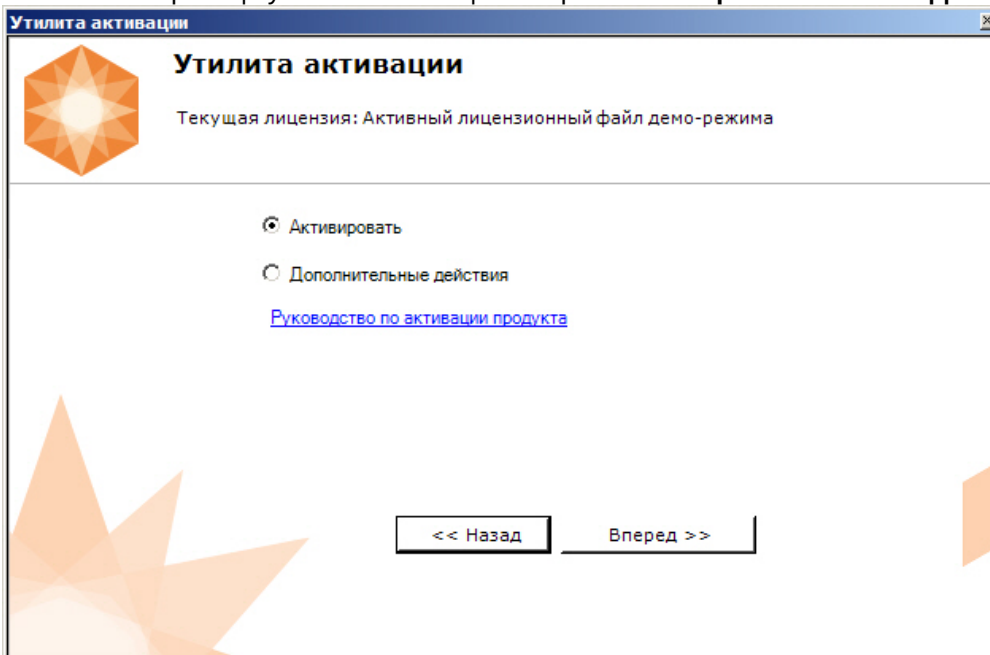 Утилита активации
Утилита активации
Текущая лицензия: Активный лицензионный файл демо-режима
Активировать
Дополнительные действия
Руководство по активации продукта
<< Назад
Вперед >>